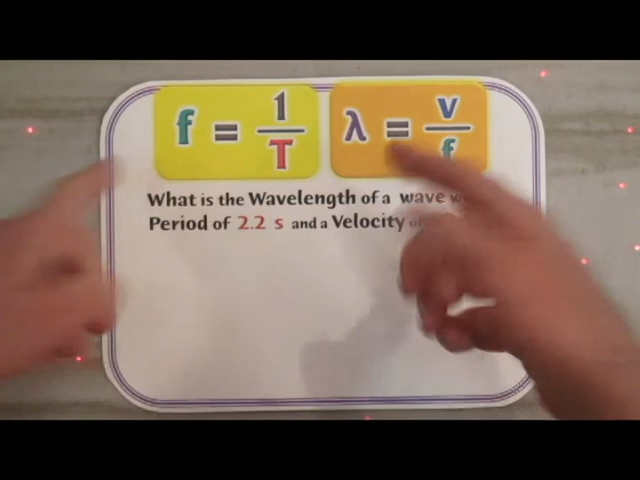 f = 1/T
λ = v/f
What is the Wavelength of a wave
Period of 2.2 s and a Velocity